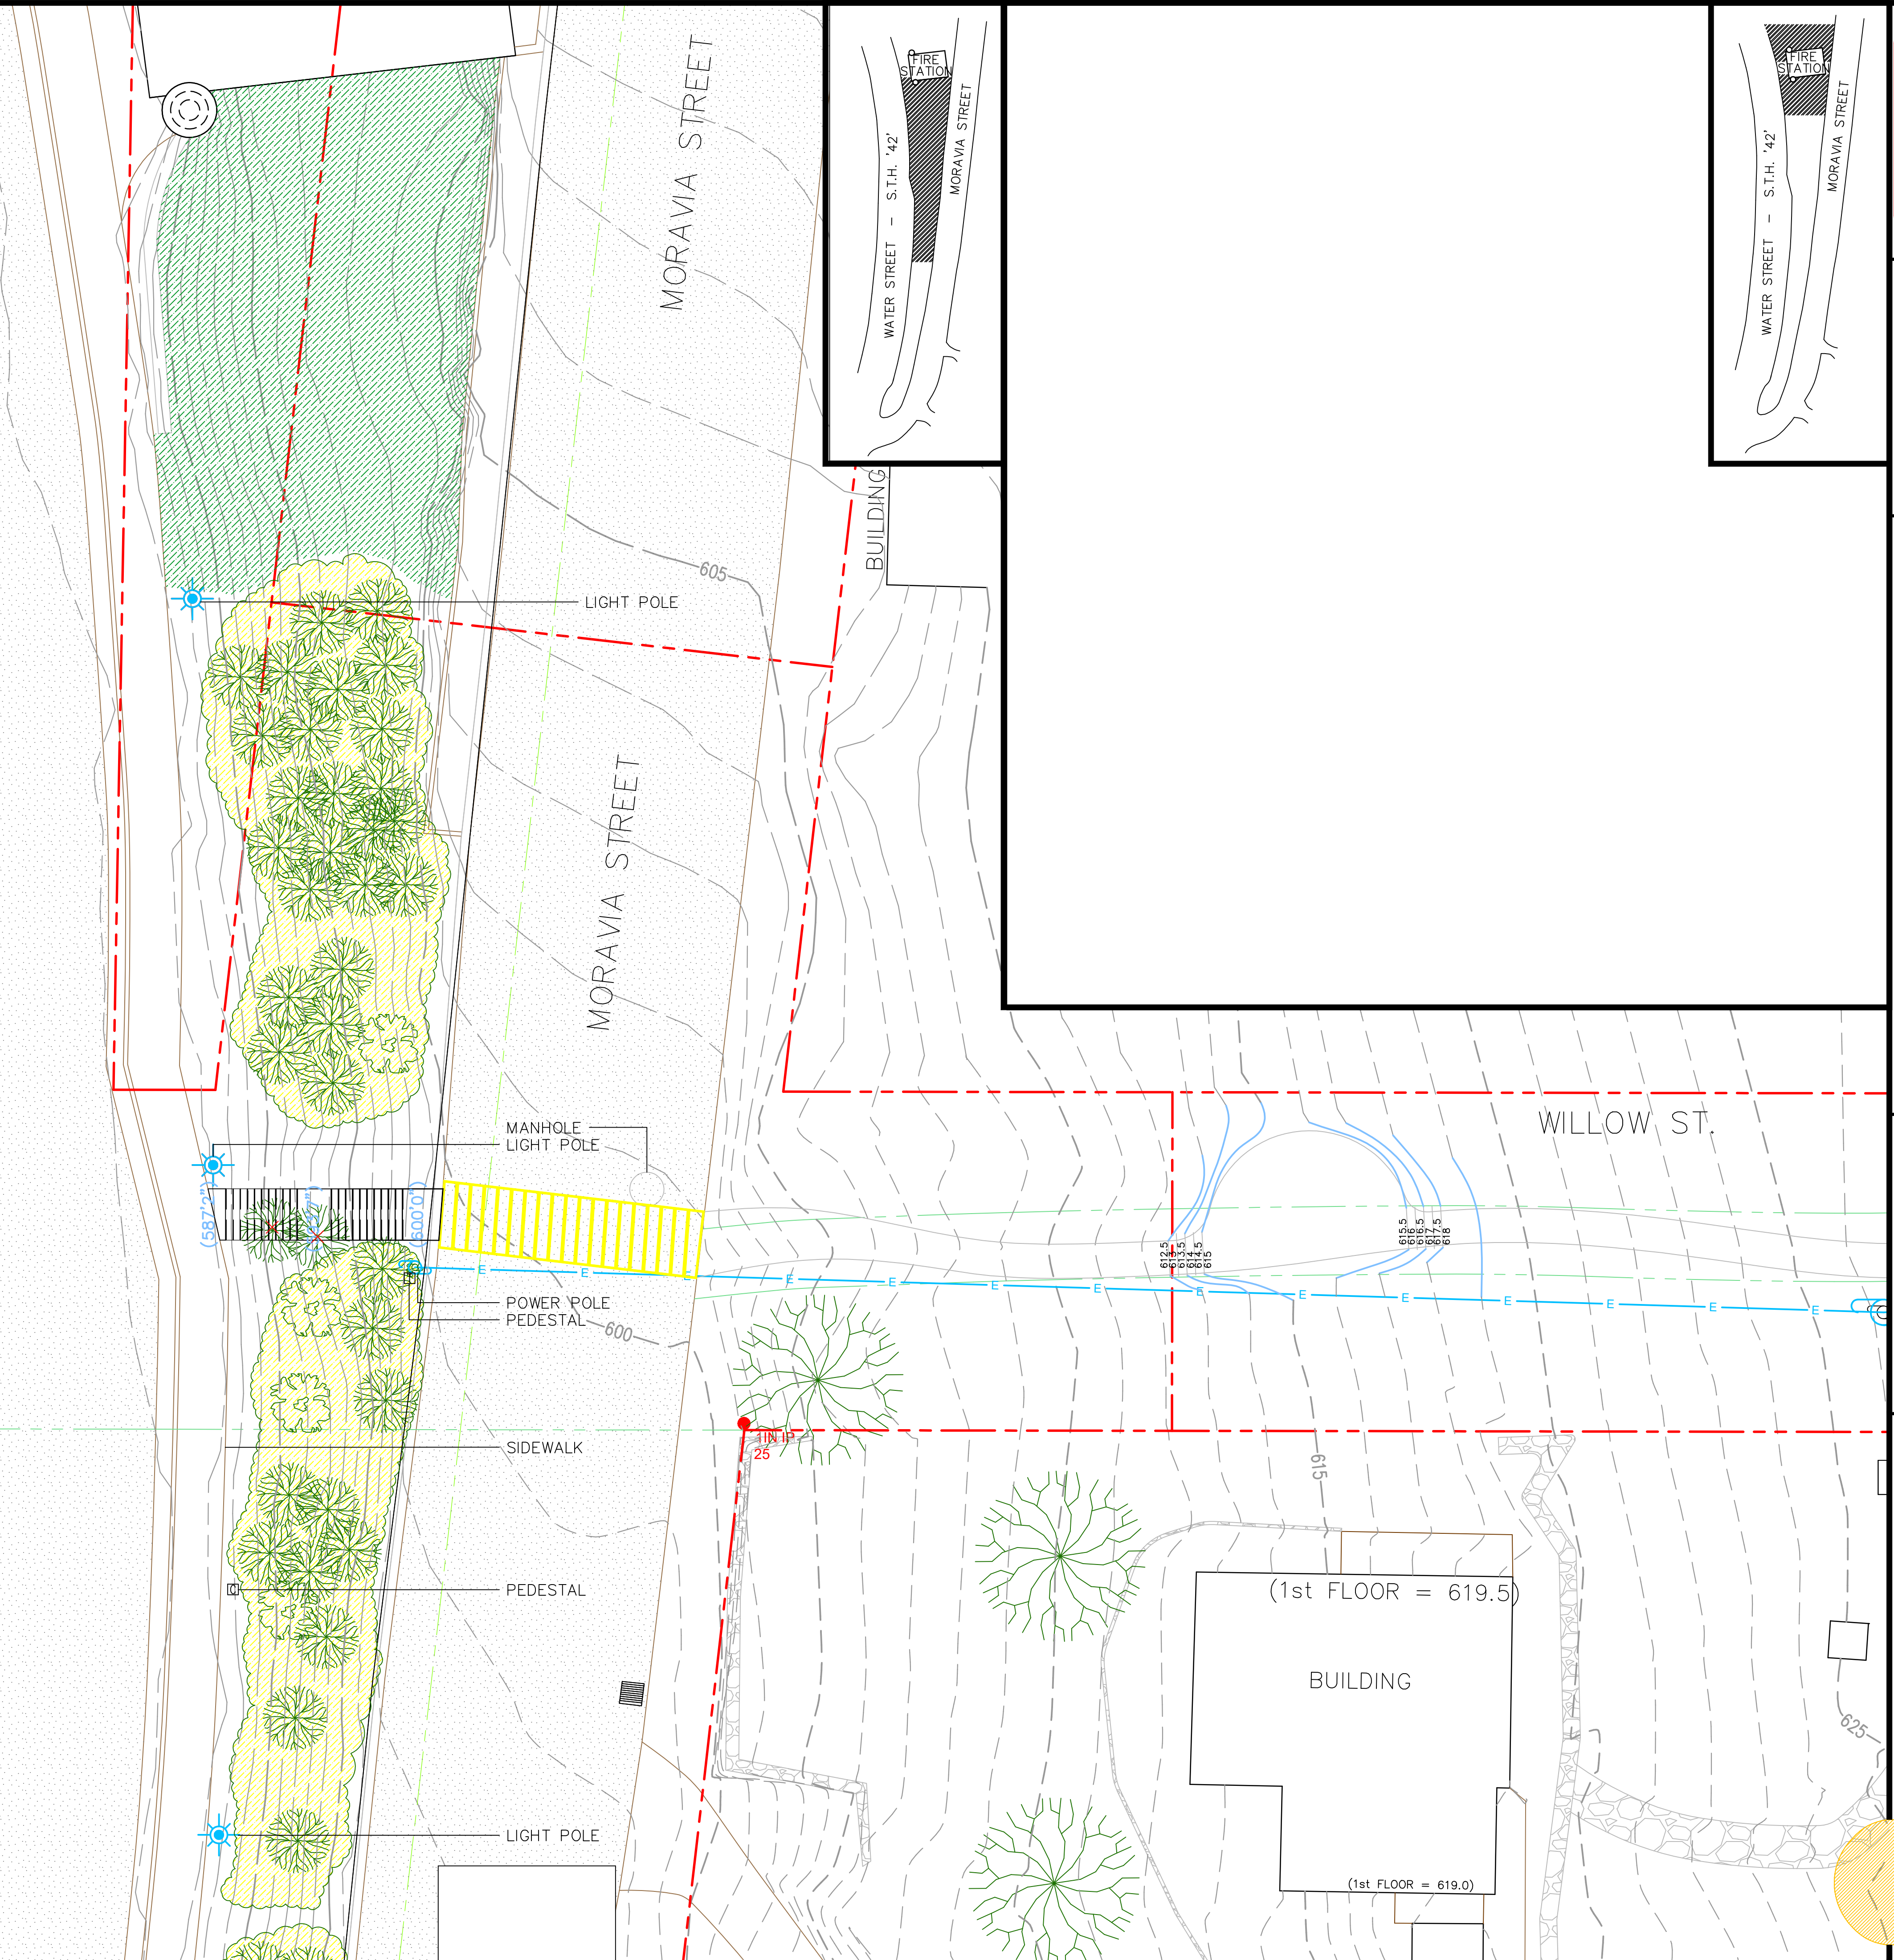 MORAVIA STREET
FIRE
STATION
WATER STREET - S.T.H. '42'
MORAVIA STREET
FIRE
STATION
WATER STREET - S.T.H. '42'
MORAVIA STREET
BUILDING
605
LIGHT POLE
MORAVIA STREET
MANHOLE
LIGHT POLE
WILLOW ST.
(587'2")
(600'0")
612.5
613
613.5
614
614.5
615
615.5
616
616.5
617
617.5
618
E E E E E E E E E E E E E E
POWER POLE
PEDESTAL
600
SIDEWALK
1IN IP
25
615
PEDESTAL
C
(1st FLOOR = 619.5)
BUILDING
625
LIGHT POLE
(1st FLOOR = 619.0)